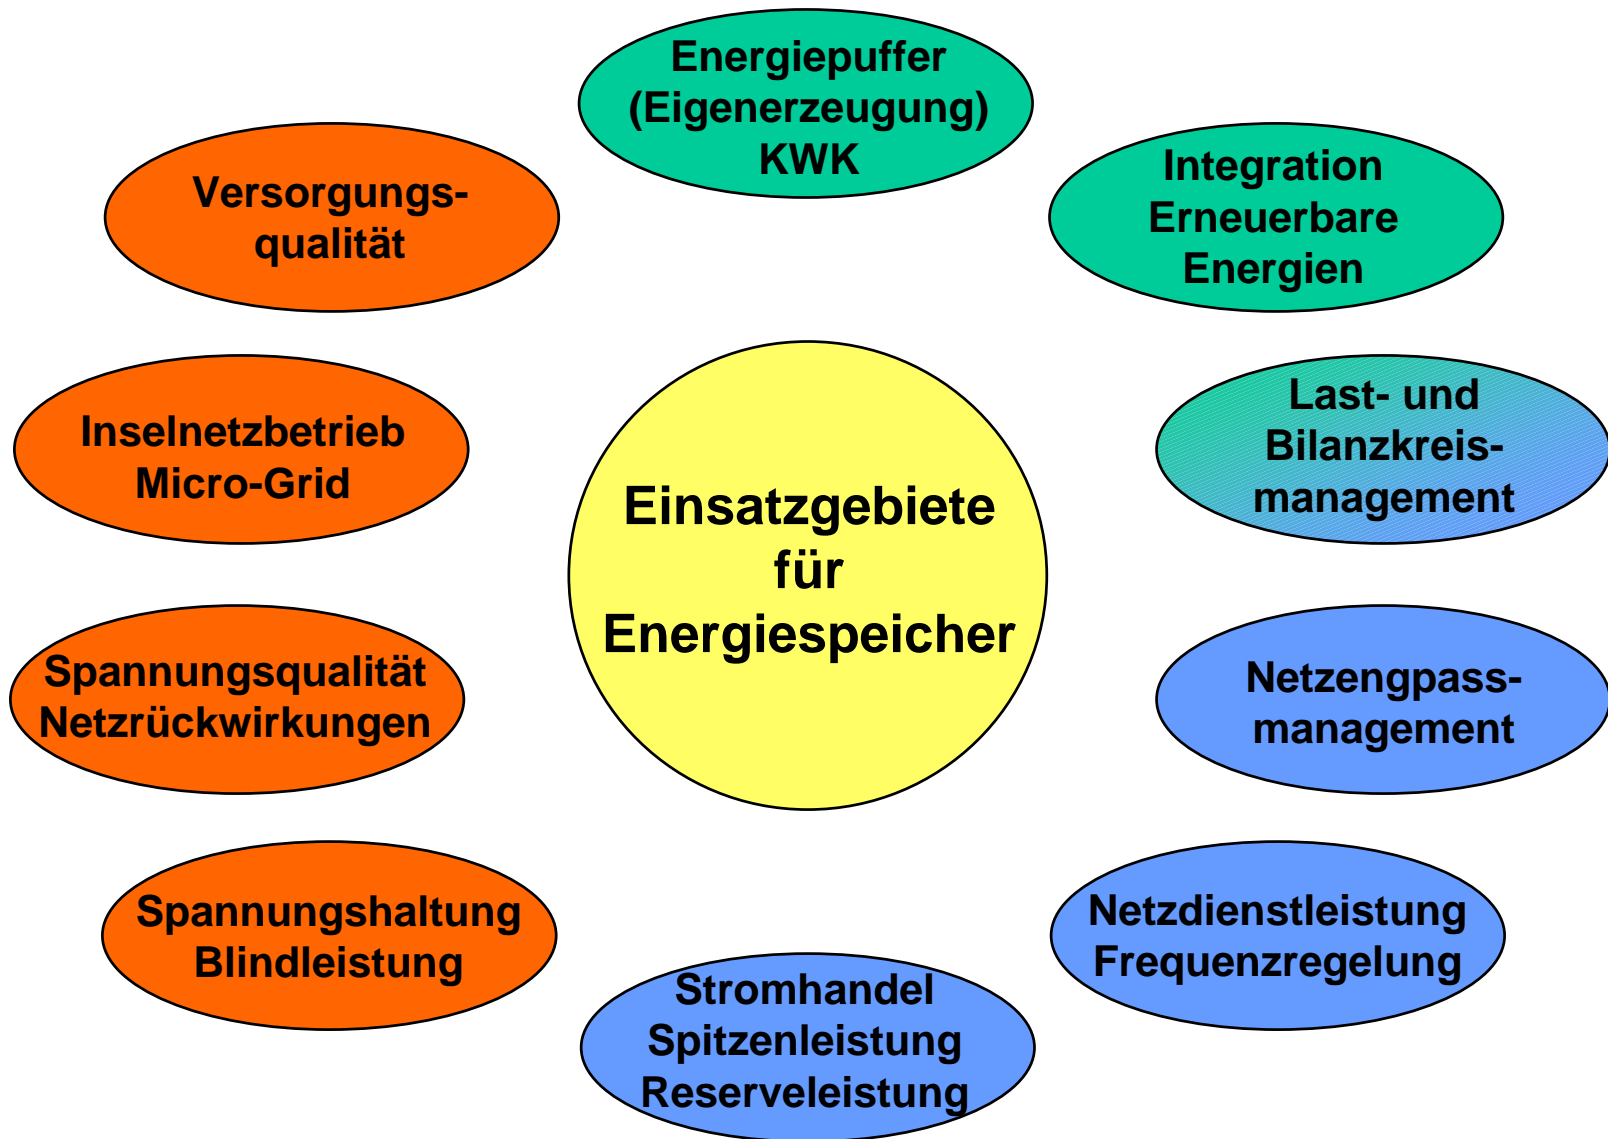 Energiepuffer
(Eigenerzeugung)
KWK
Integration
Erneuerbare
Energien
Last- und
Bilanzkreis-
management
Netzengpass-
management
Netzdienstleistung
Frequenzregelung
Stromhandel
Spitzenleistung
Reserveleistung
Spannungshaltung
Blindleistung
Spannungsqualität
Netzrückwirkungen
Inselnetzbetrieb
Micro-Grid
Versorgungs-
qualität
Einsatzgebiete
für
Energiespeicher